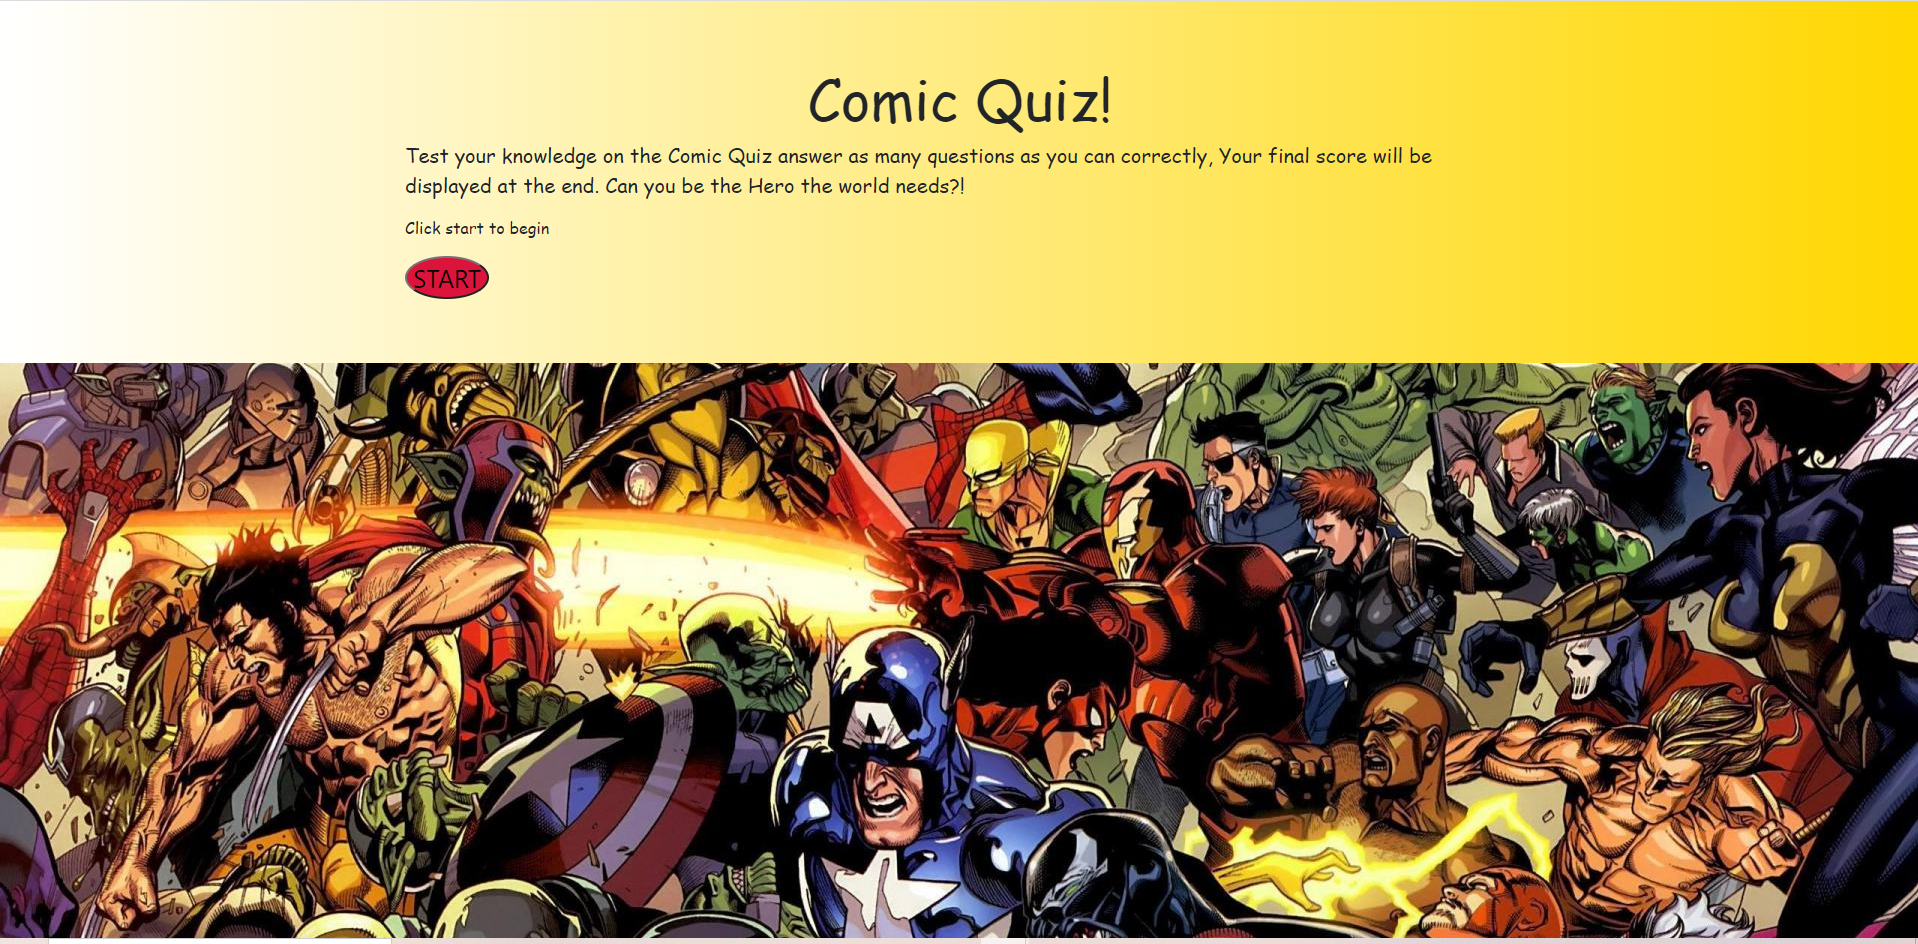 Comic Quiz!
Test your knowledge on the Comic Quiz answer as many questions as you can correctly, Your final score will be
displayed at the end. Can you be the Hero the world needs?!
Click start to begin
START